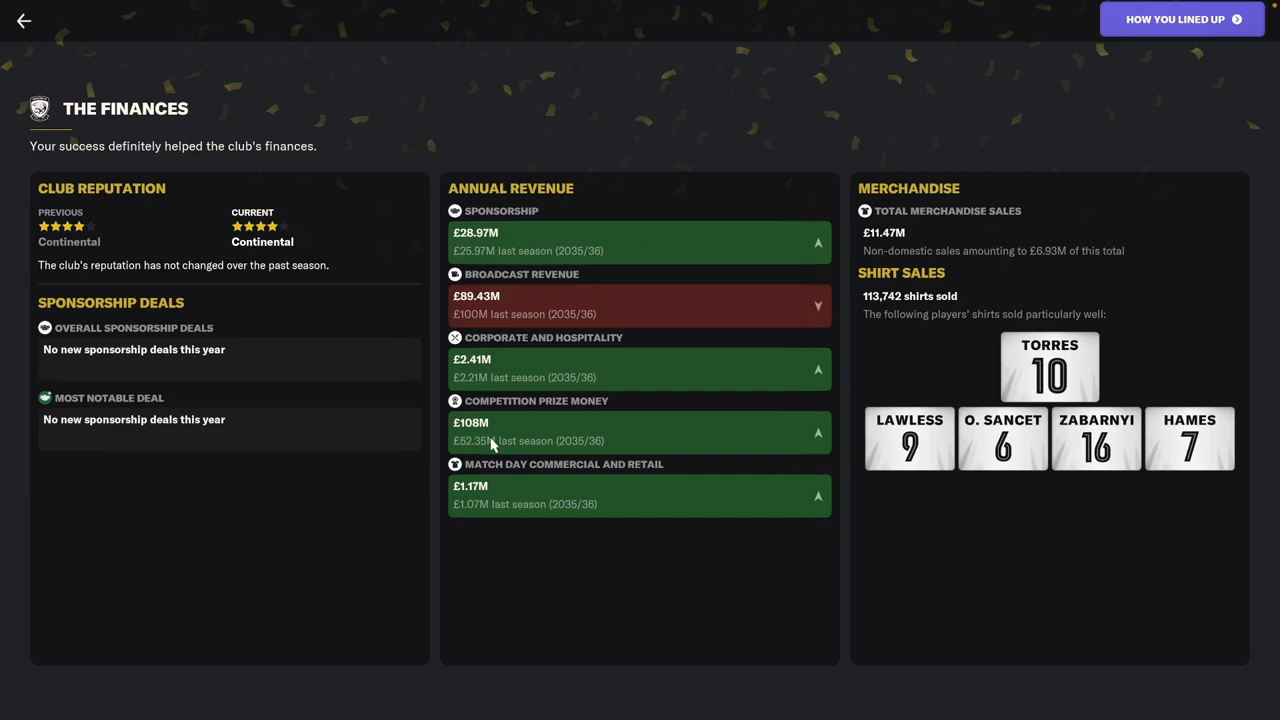 HOW YOU LINED UP
THE FINANCES
Your success definitely helped the club's finances.
CLUB REPUTATION
PREVIOUS
CURRENT
Continental
Continental
The club's reputation has not changed over the past season.
SPONSORSHIP DEALS
OVERALL SPONSORSHIP DEALS
No new sponsorship deals this year
MOST NOTABLE DEAL
No new sponsorship deals this year
ANNUAL REVENUE
SPONSORSHIP
£28.97M
£25.97M last season (2035/36)
BROADCAST REVENUE
£89.43M
£100M last season (2035/36)
CORPORATE AND HOSPITALITY
£2.41M
£2.21M last season (2035/36)
COMPETITION PRIZE MONEY
£108M
£52.35M last season (2035/36)
MATCH DAY COMMERCIAL AND RETAIL
£1.17M
£1.07M last season (2035/36)
MERCHANDISE
TOTAL MERCHANDISE SALES
£11.47M
Non-domestic sales amounting to £6.93M of this total
SHIRT SALES
113,742 shirts sold
The following players' shirts sold particularly well:
TORRES
10
LAWLESS
9
O. SANCET
6
ZABARNYI
16
HAMES
7